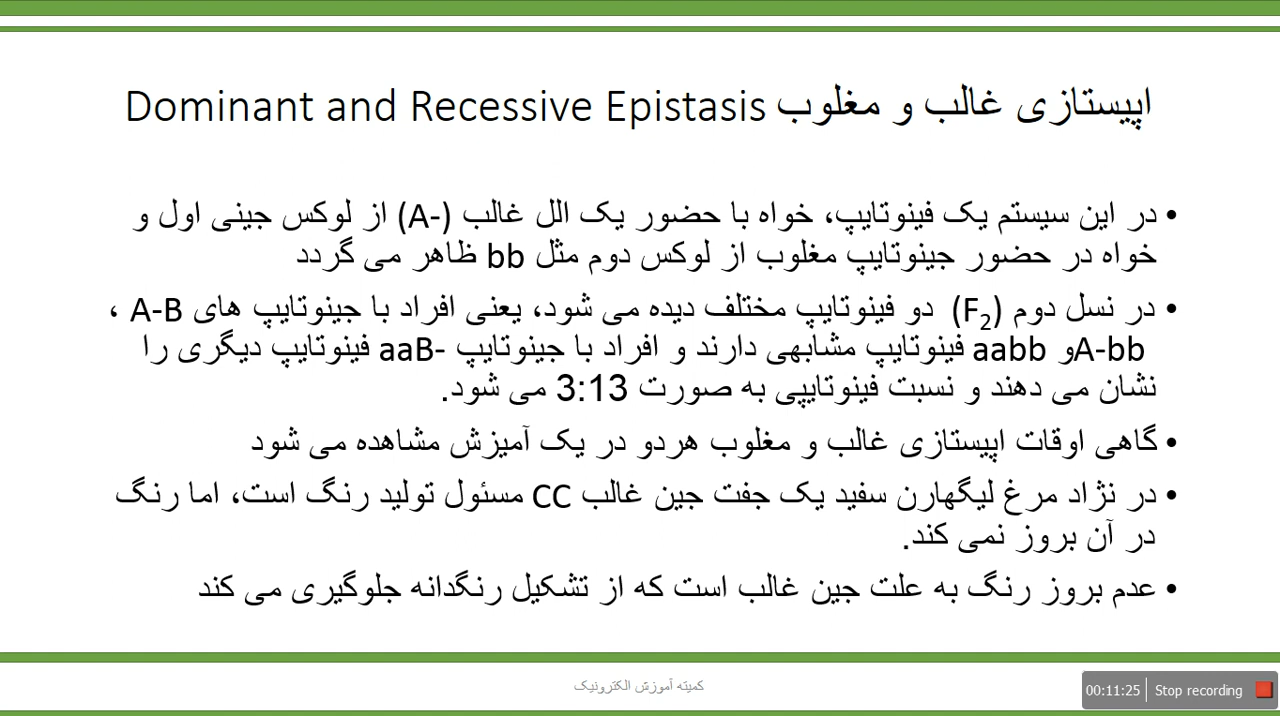 اپیستازی غالب و مغلوب Dominant and Recessive Epistasis
• در این سیستم یک فینوتایپ، خواه با حضور یک الل غالب (A-) از لوکس جینی اول و
خواه در حضور جینوتایپ مغلوب از لوکس دوم مثل bb ظاهر می گردد
• در نسل دوم (F₂) دو فینوتایپ مختلف دیده می شود، یعنی افراد با جینوتایپ های A-B ،
A-bb و aabb فینوتایپ مشابهی دارند و افراد با جینوتایپ aaB- فینوتایپ دیگری را
نشان می دهند و نسبت فینوتایپی به صورت 3:13 می شود.
• گاهی اوقات اپیستازی غالب و مغلوب هردو در یک آمیزش مشاهده می شود
• در نژاد مرغ لیگهارن سفید یک جفت جین غالب CC مسئول تولید رنگ است، اما رنگ
در آن بروز نمی کند.
• عدم بروز رنگ به علت جین غالب است که از تشکیل رنگدانه جلوگیری می کند
کمیته آموزش الکترونیک
00:11:25 Stop recording